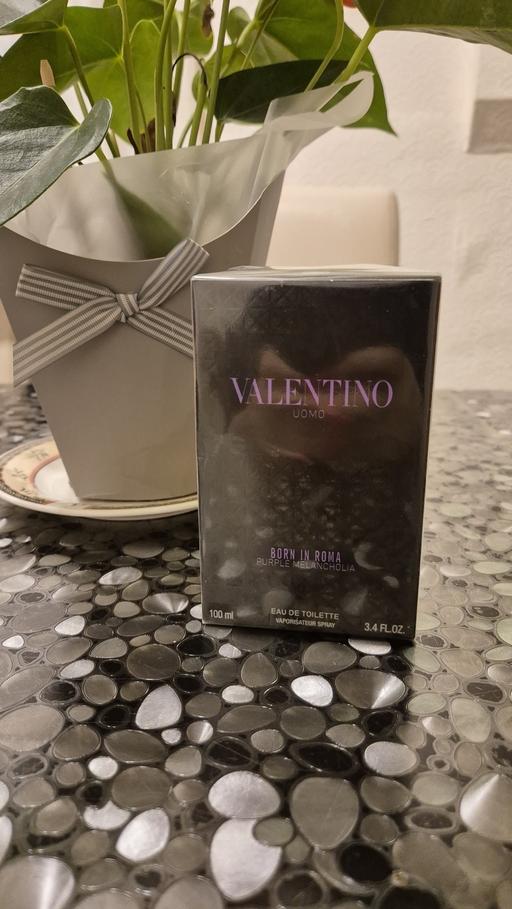 VALENTINO
UOMO
BORN IN ROMA
PURPLE MELANCHOLIA
100 ml
EAU DE TOILETTE
VAPORISATEUR SPRAY
3.4 FL.OZ.